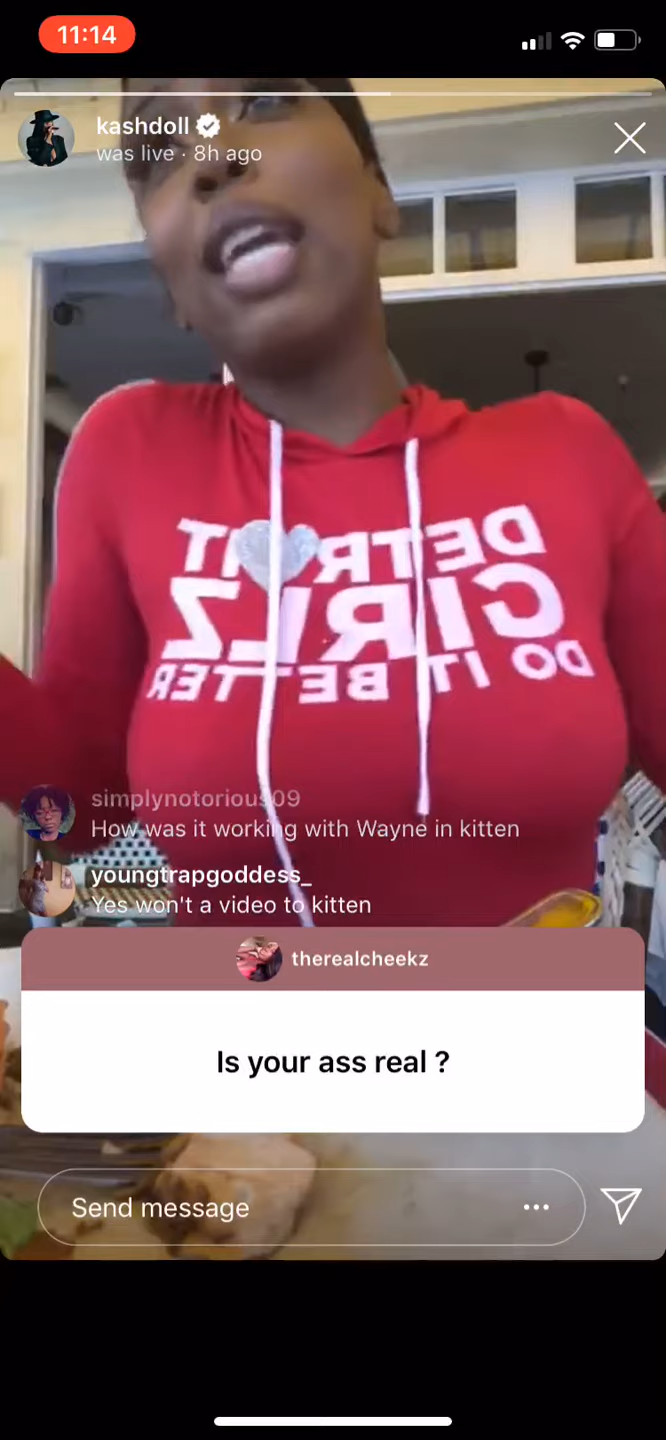 11:14
kashdoll
was live · 8h ago
DETROIT
GIRLZ
DO IT BETTER
simplynotorious09
How was it working with Wayne in kitten
youngtrapgoddess_
Yes won't a video to kitten
therealcheekz
Is your ass real ?
Send message